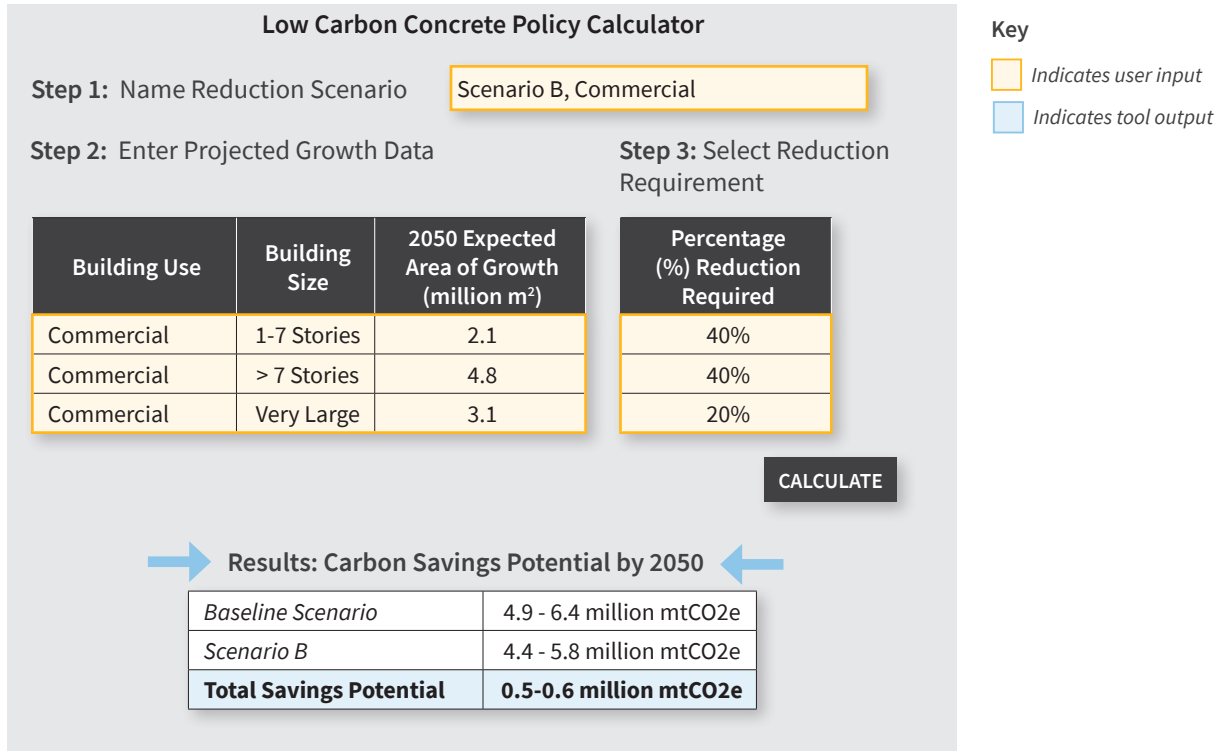 Low Carbon Concrete Policy Calculator
Key
Step 1: Name Reduction Scenario
Scenario B, Commercial
Indicates user input
Indicates tool output
Step 2: Enter Projected Growth Data
Step 3: Select Reduction
Requirement
Building Use
Building
Size
2050 Expected
Area of Growth
(million m²)
Percentage
(%) Reduction
Required
Commercial 1-7 Stories 2.1 40%
Commercial > 7 Stories 4.8 40%
Commercial Very Large 3.1 20%
CALCULATE
Results: Carbon Savings Potential by 2050
Baseline Scenario 4.9 - 6.4 million mtCO2e
Scenario B 4.4 - 5.8 million mtCO2e
Total Savings Potential 0.5-0.6 million mtCO2e